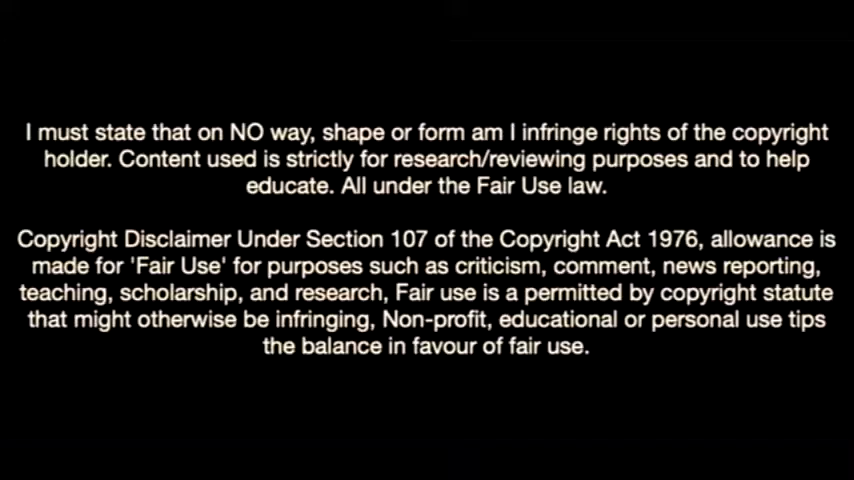 I must state that on NO way, shape or form am I infringe rights of the copyright
holder. Content used is strictly for research/reviewing purposes and to help
educate. All under the Fair Use law.
Copyright Disclaimer Under Section 107 of the Copyright Act 1976, allowance is
made for 'Fair Use' for purposes such as criticism, comment, news reporting,
teaching, scholarship, and research, Fair use is a permitted by copyright statute
that might otherwise be infringing, Non-profit, educational or personal use tips
the balance in favour of fair use.